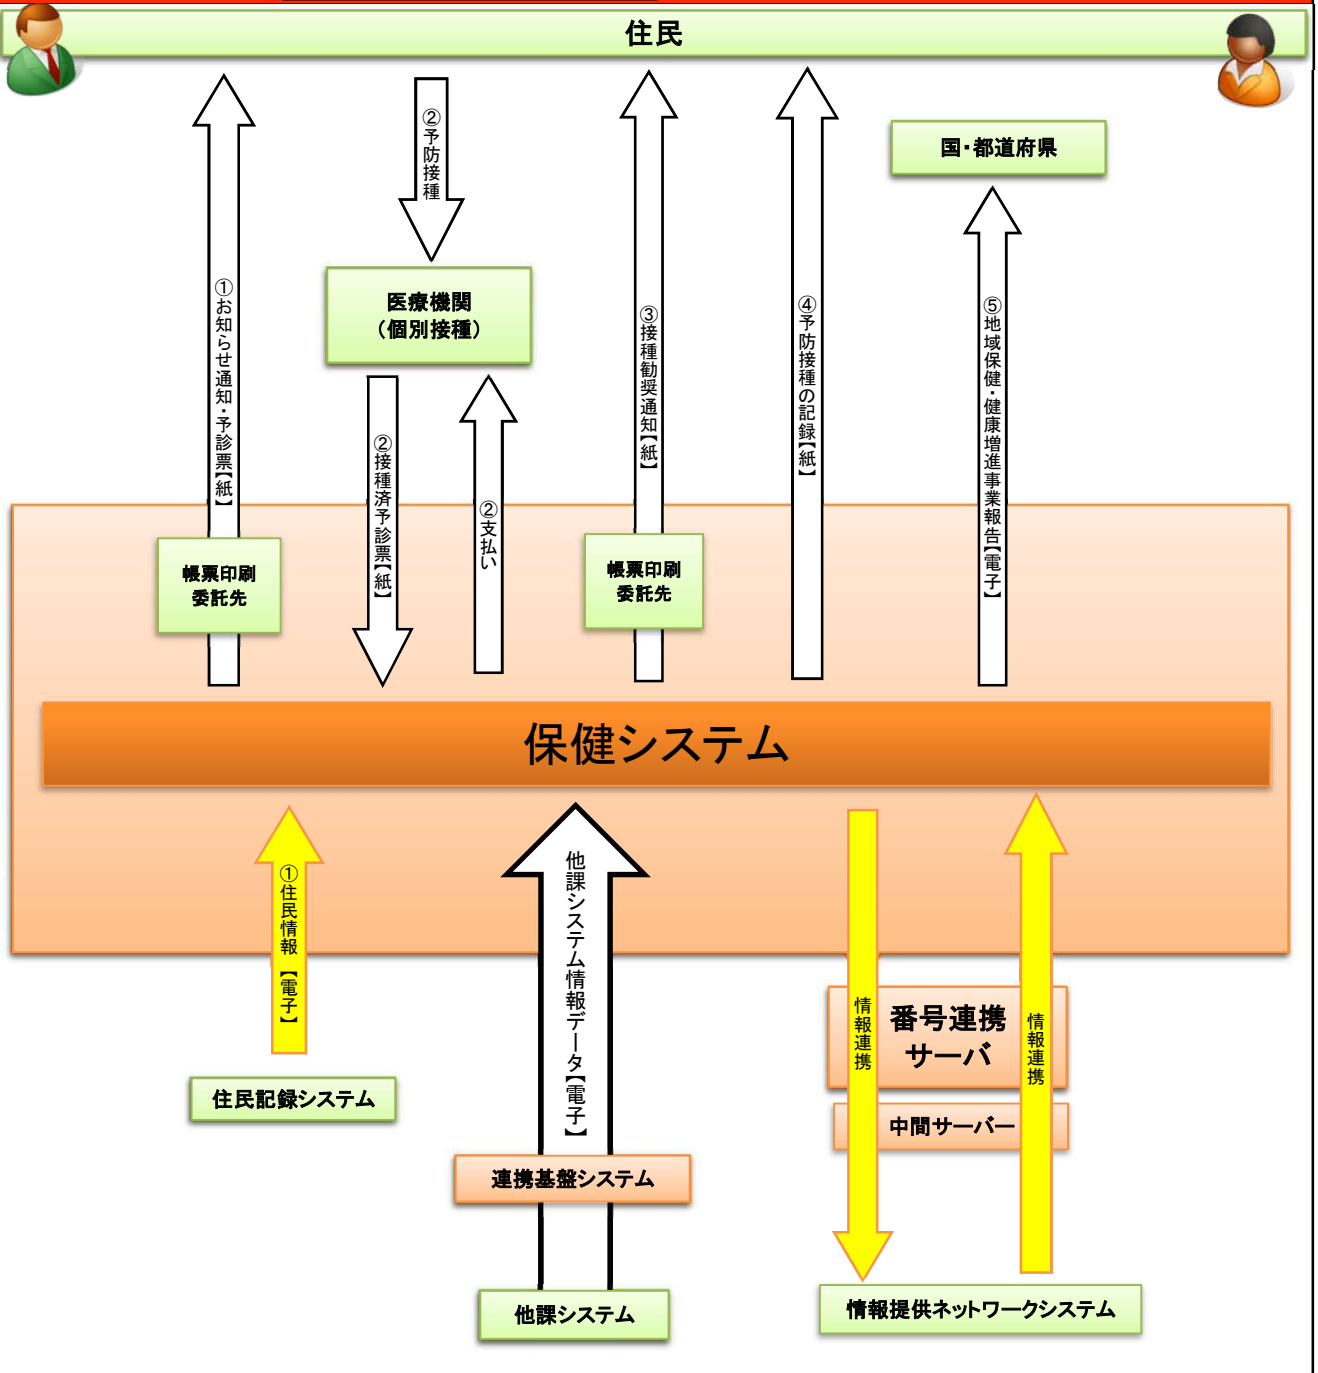 住民
①お知らせ通知・予診票【紙】
②予防接種
③接種勧奨通知【紙】
④予防接種の記録【紙】
国・都道府県
⑤地域保健・健康増進事業報告【電子】
医療機関
（個別接種）
②接種済予診票【紙】
②支払い
帳票印刷
委託先
帳票印刷
委託先
保健システム
①住民情報 【電子】
他課システム情報データ【電子】
情報連携
番号連携
サーバ
情報連携
中間サーバー
住民記録システム
連携基盤システム
他課システム
情報提供ネットワークシステム